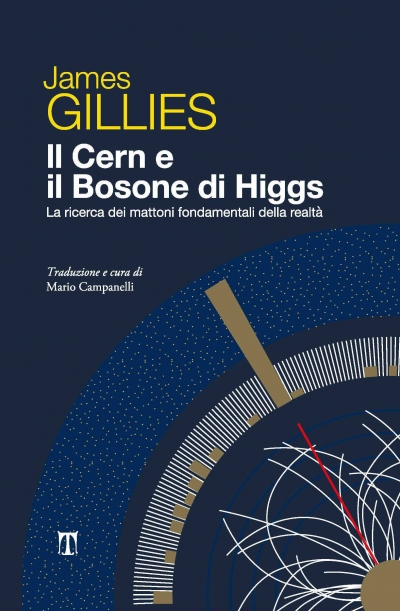 James
GILLIES
Il Cern e
il Bosone di Higgs
La ricerca dei mattoni fondamentali della realtà
Traduzione e cura di
Mario Campanelli
T